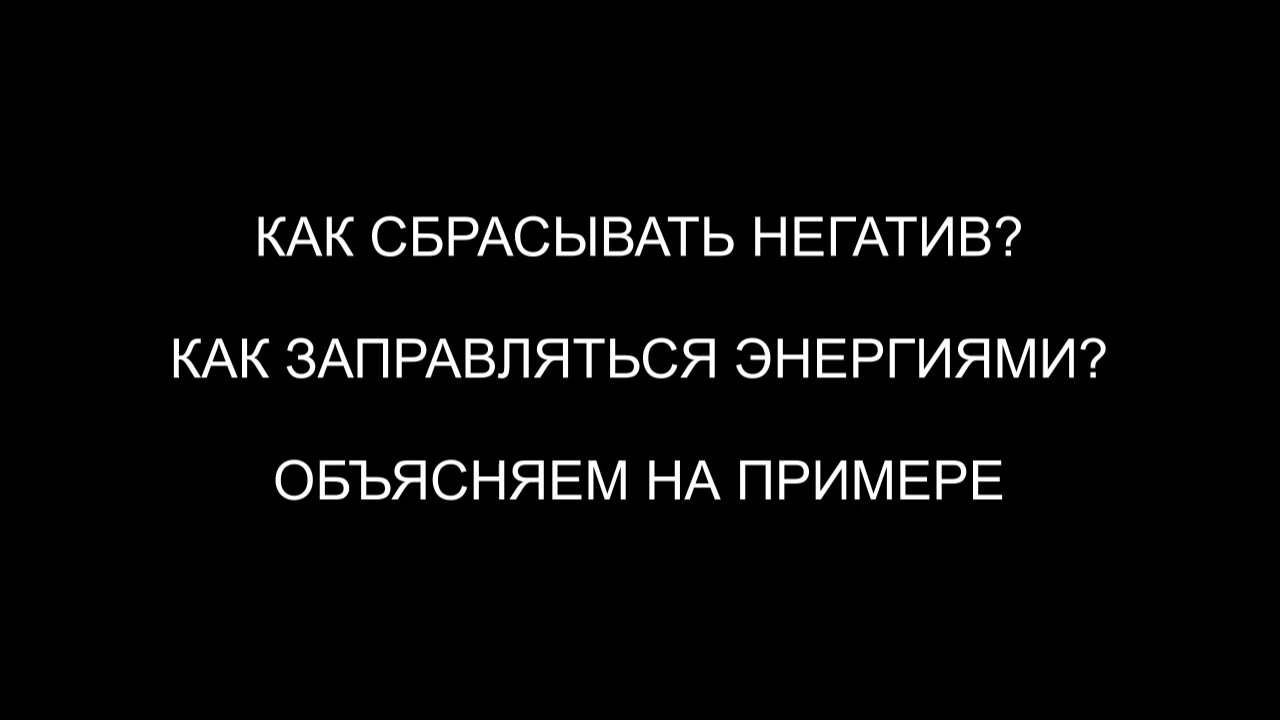 КАК СБРАСЫВАТЬ НЕГАТИВ?
КАК ЗАПРАВЛЯТЬСЯ ЭНЕРГИЯМИ?
ОБЪЯСНЯЕМ НА ПРИМЕРЕ